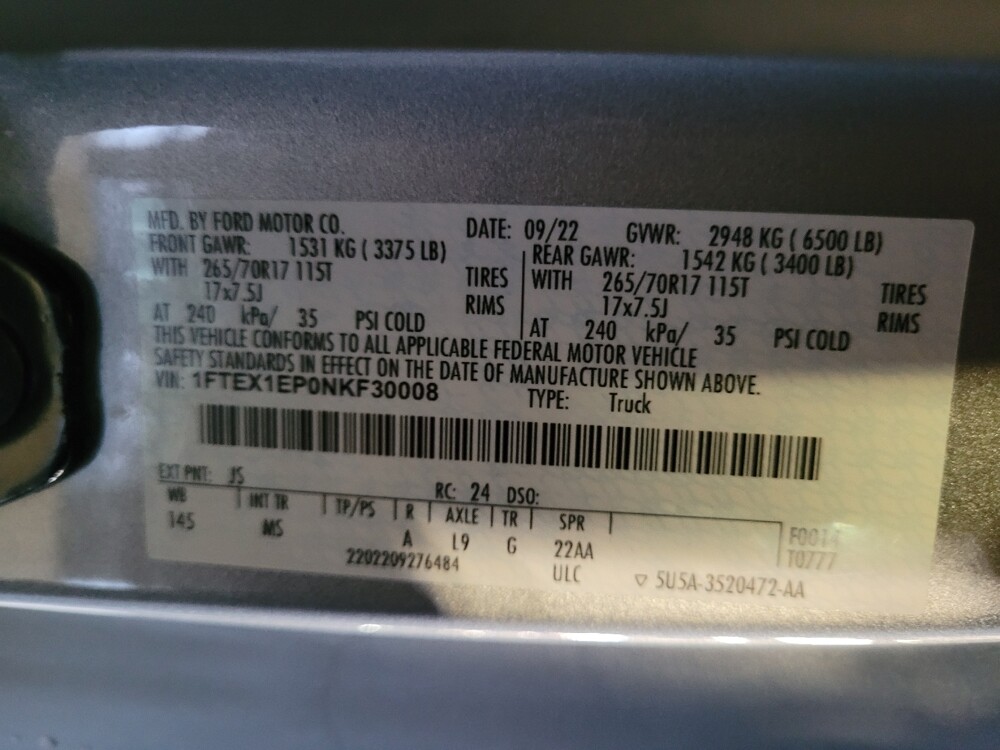 MFD. BY FORD MOTOR CO. DATE: 09/22 GVWR: 2948 KG ( 6500 LB)
FRONT GAWR: 1531 KG ( 3375 LB) REAR GAWR: 1542 KG ( 3400 LB)
WITH 265/70R17 115T TIRES WITH 265/70R17 115T TIRES
17x7.5J RIMS 17x7.5J RIMS
AT 240 kPa/ 35 PSI COLD AT 240 kPa/ 35 PSI COLD
THIS VEHICLE CONFORMS TO ALL APPLICABLE FEDERAL MOTOR VEHICLE
SAFETY STANDARDS IN EFFECT ON THE DATE OF MANUFACTURE SHOWN ABOVE.
VIN: 1FTEX1EP0NKF30008 TYPE: Truck
EXT PNT: JS RC: 24 DSO:
WB INT TR TP/PS R AXLE TR SPR
145 MS A L9 G 22AA
F0014
T0777
2202209276484 ULC ▽ 5U5A-3520472-AA